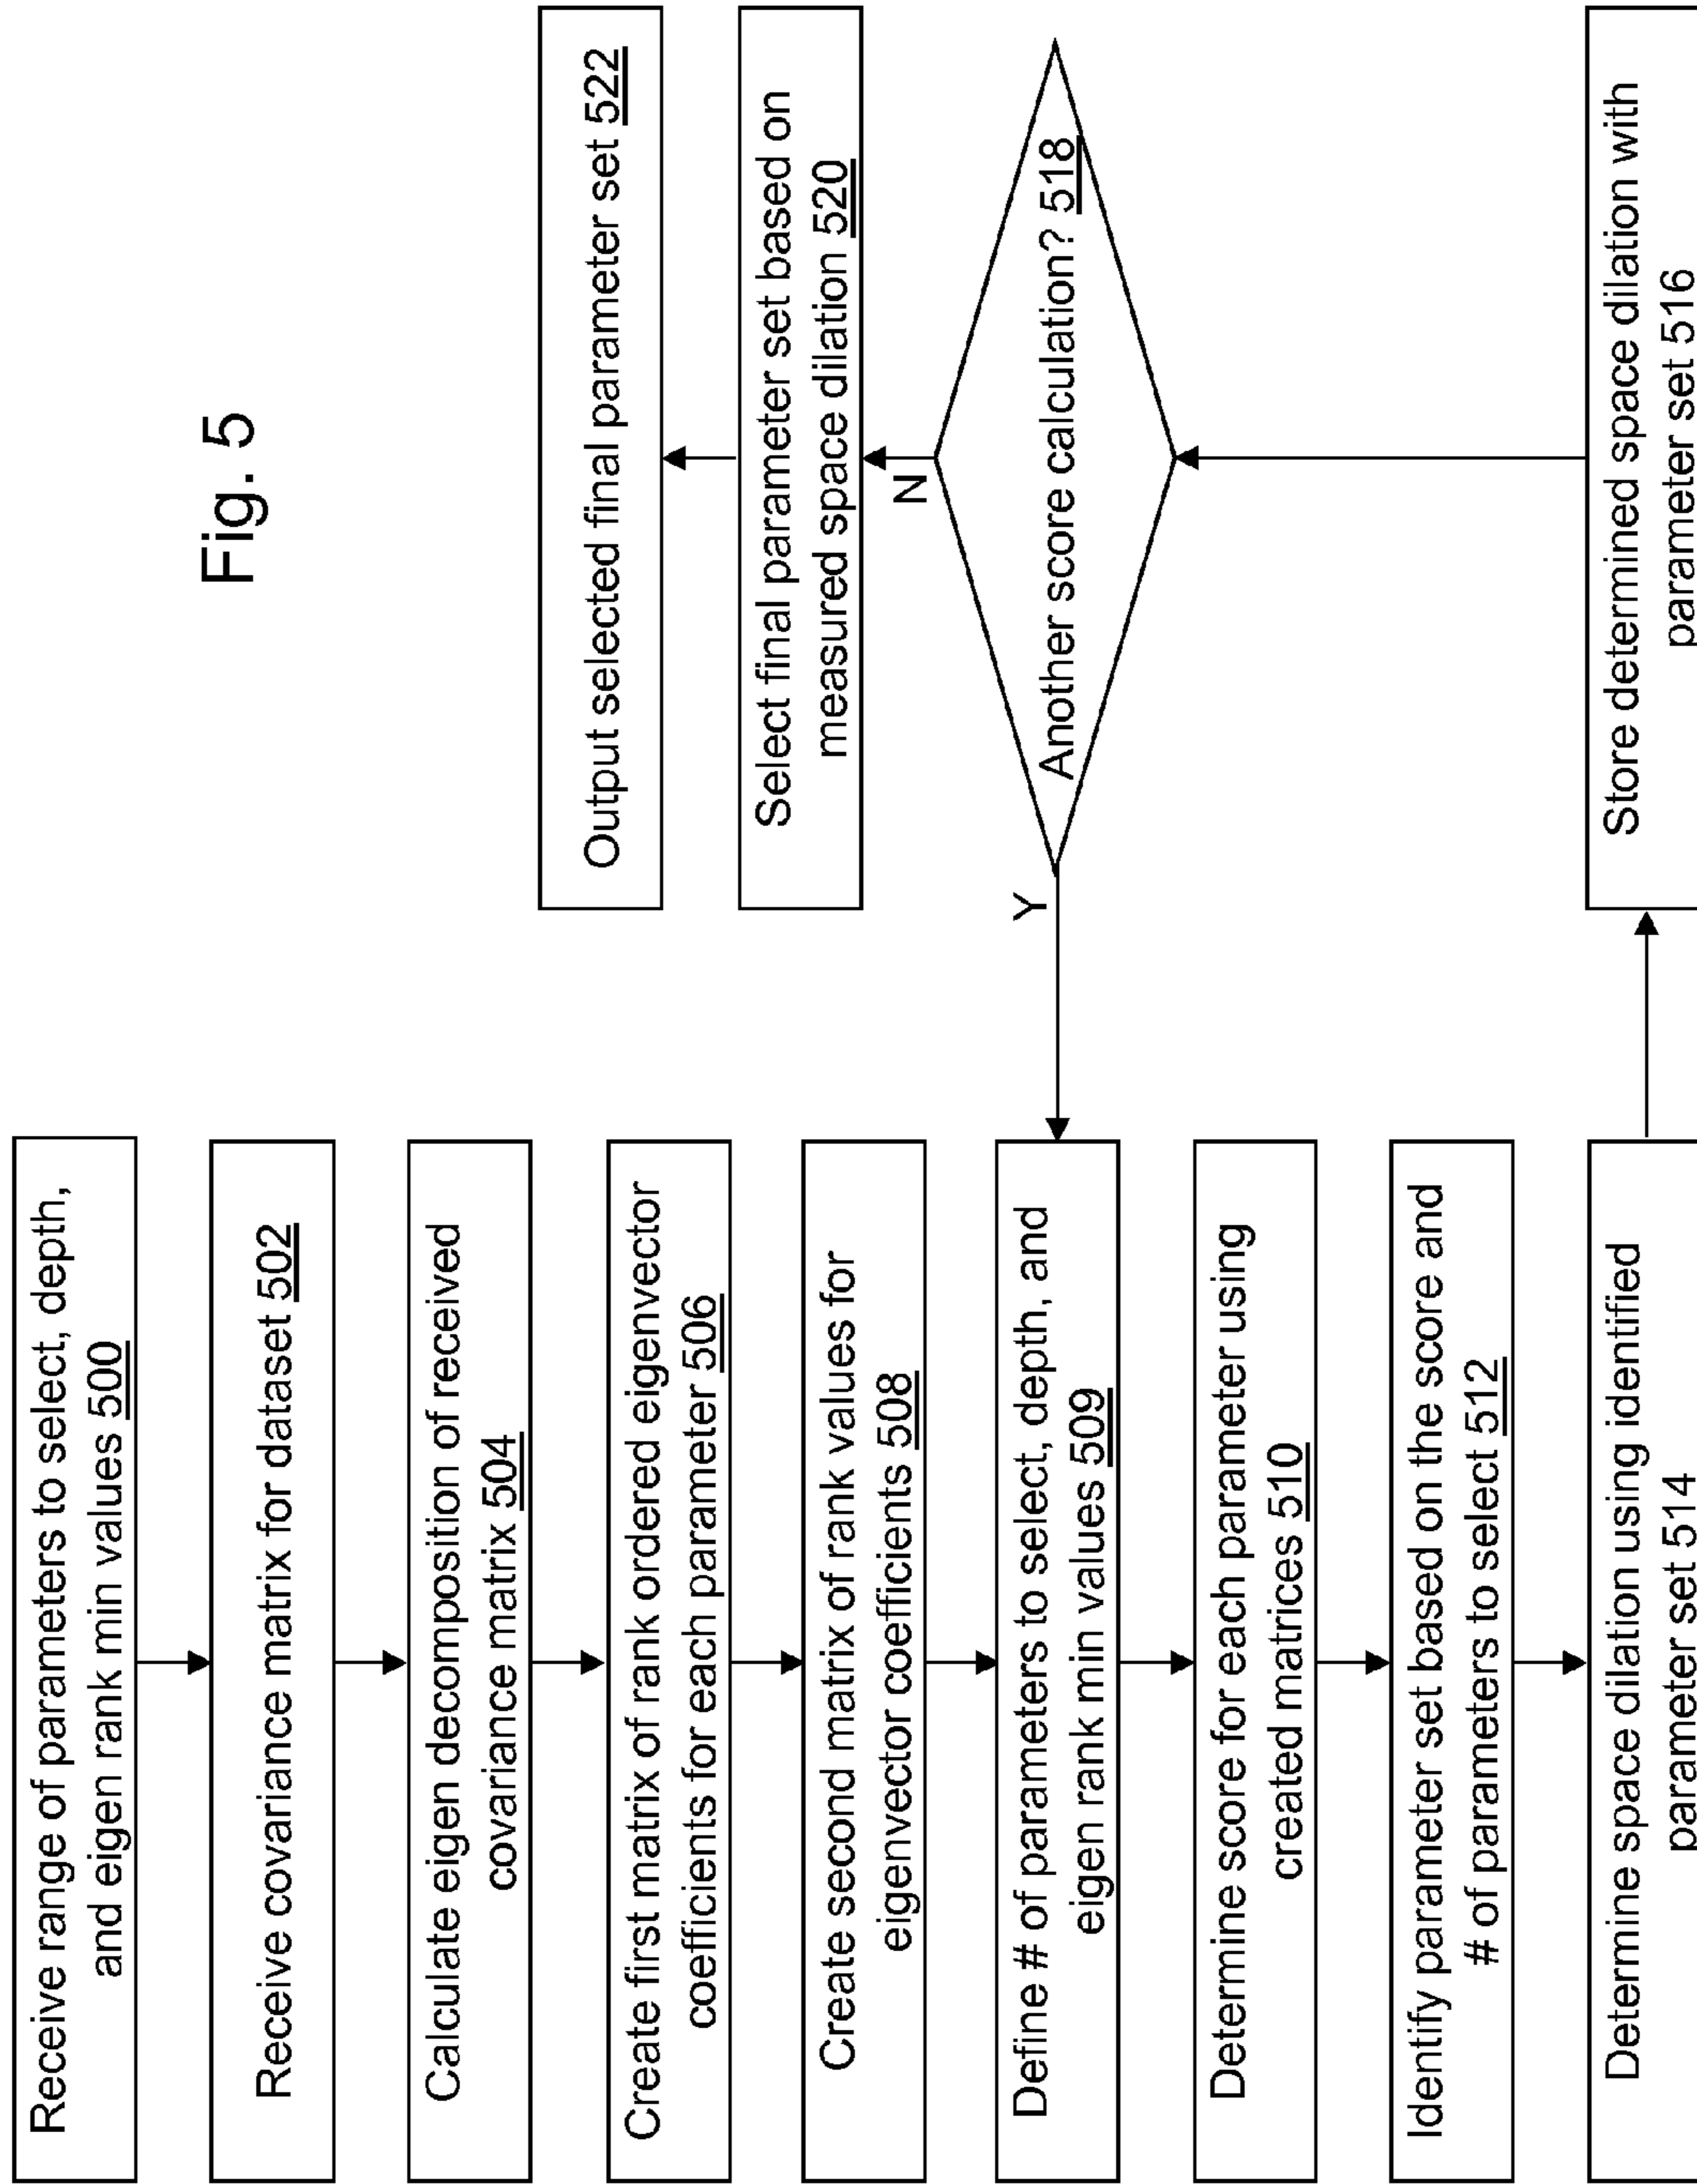 Fig. 5
Receive range of parameters to select, depth,
and eigen rank min values 500
Receive covariance matrix for dataset 502
Calculate eigen decomposition of received
covariance matrix 504
Create first matrix of rank ordered eigenvector
coefficients for each parameter 506
Create second matrix of rank values for
eigenvector coefficients 508
Define # of parameters to select, depth, and
eigen rank min values 509
Determine score for each parameter using
created matrices 510
Identify parameter set based on the score and
# of parameters to select 512
Determine space dilation using identified
parameter set 514
Store determined space dilation with
parameter set 516
Another score calculation? 518
Y
N
Select final parameter set based on
measured space dilation 520
Output selected final parameter set 522